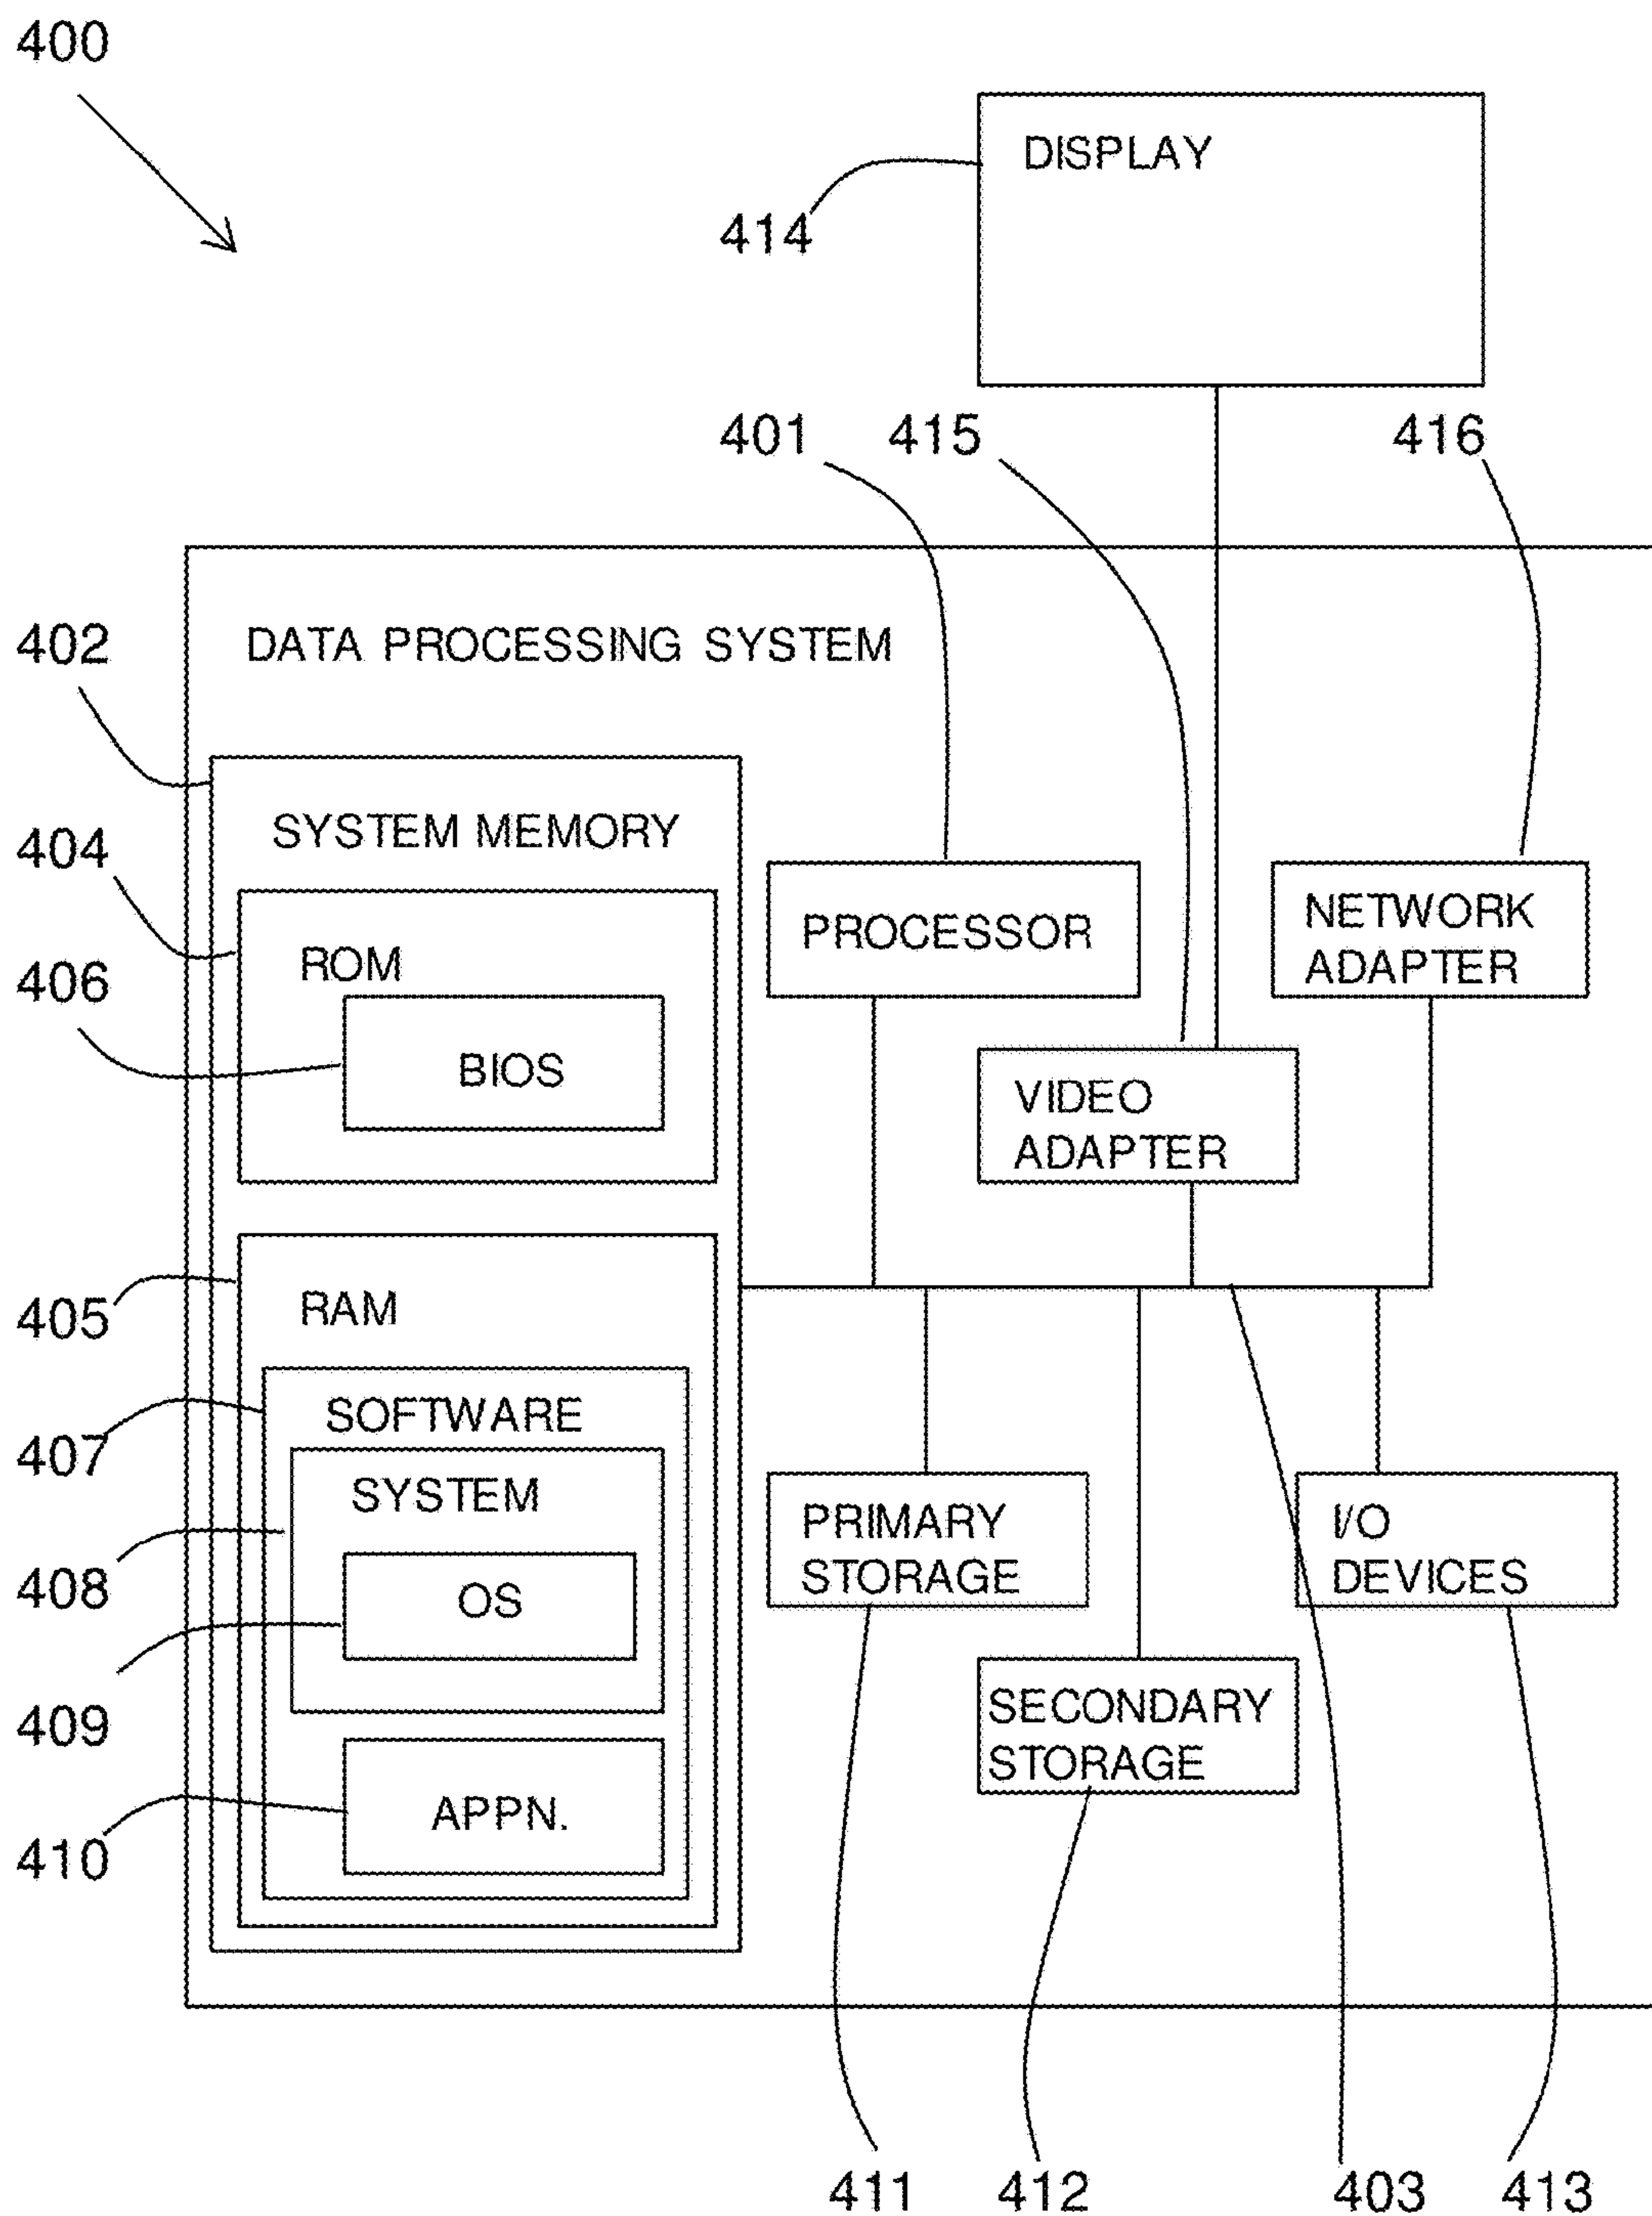 400
DISPLAY
414
401
415
416
DATA PROCESSING SYSTEM
402
SYSTEM MEMORY
404
ROM
406
BIOS
PROCESSOR
NETWORK
ADAPTER
VIDEO
ADAPTER
405
RAM
407
SOFTWARE
SYSTEM
408
OS
409
APPN.
410
PRIMARY
STORAGE
I/O
DEVICES
SECONDARY
STORAGE
411
412
403
413